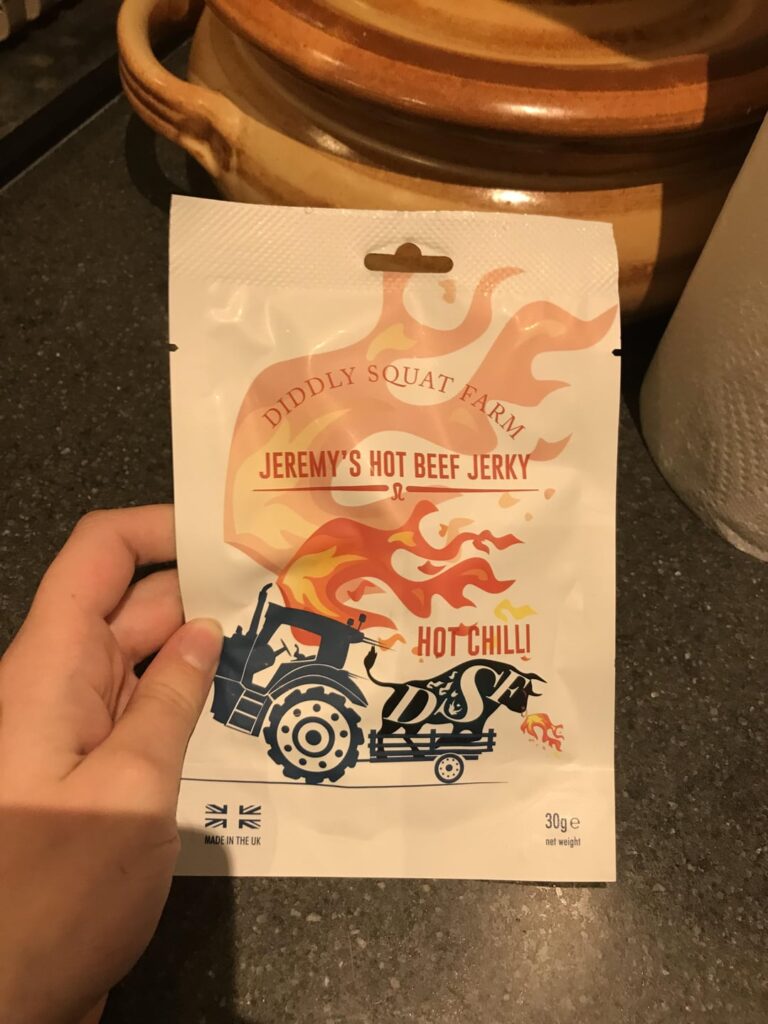 DIDDLY SQUAT FARM
JEREMY'S HOT BEEF JERKY
HOT CHILLI
DSF
MADE IN THE UK
30g e
net weight